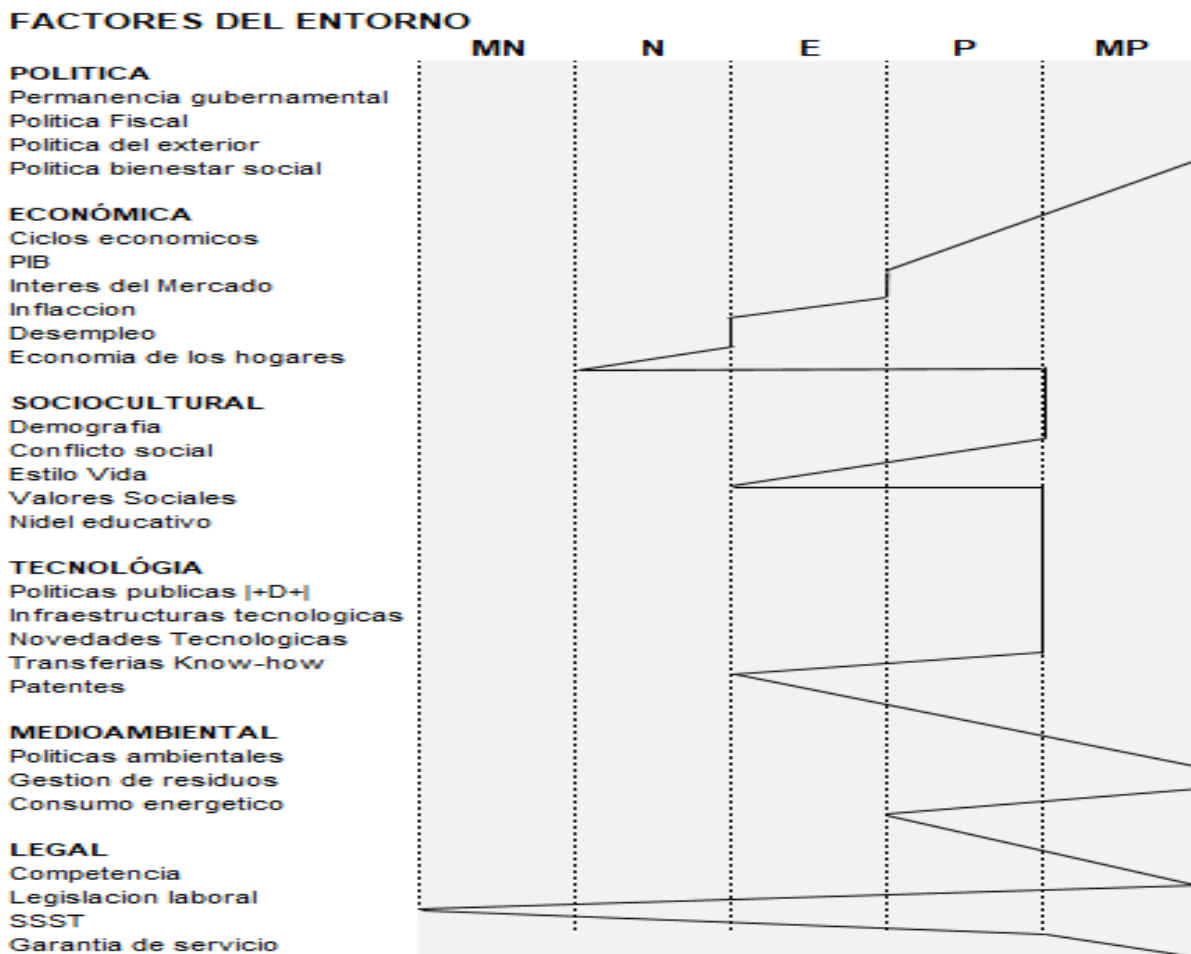 FACTORES DEL ENTORNO
MN N E P MP
POLITICA
Permanencia gubernamental
Politica Fiscal
Politica del exterior
Politica bienestar social
ECONÓMICA
Ciclos economicos
PIB
Interes del Mercado
Inflaccion
Desempleo
Economia de los hogares
SOCIOCULTURAL
Demografia
Conflicto social
Estilo Vida
Valores Sociales
Nidel educativo
TECNOLÓGIA
Politicas publicas |+D+|
Infraestructuras tecnologicas
Novedades Tecnologicas
Transferias Know-how
Patentes
MEDIOAMBIENTAL
Politicas ambientales
Gestion de residuos
Consumo energetico
LEGAL
Competencia
Legislacion laboral
SSST
Garantia de servicio